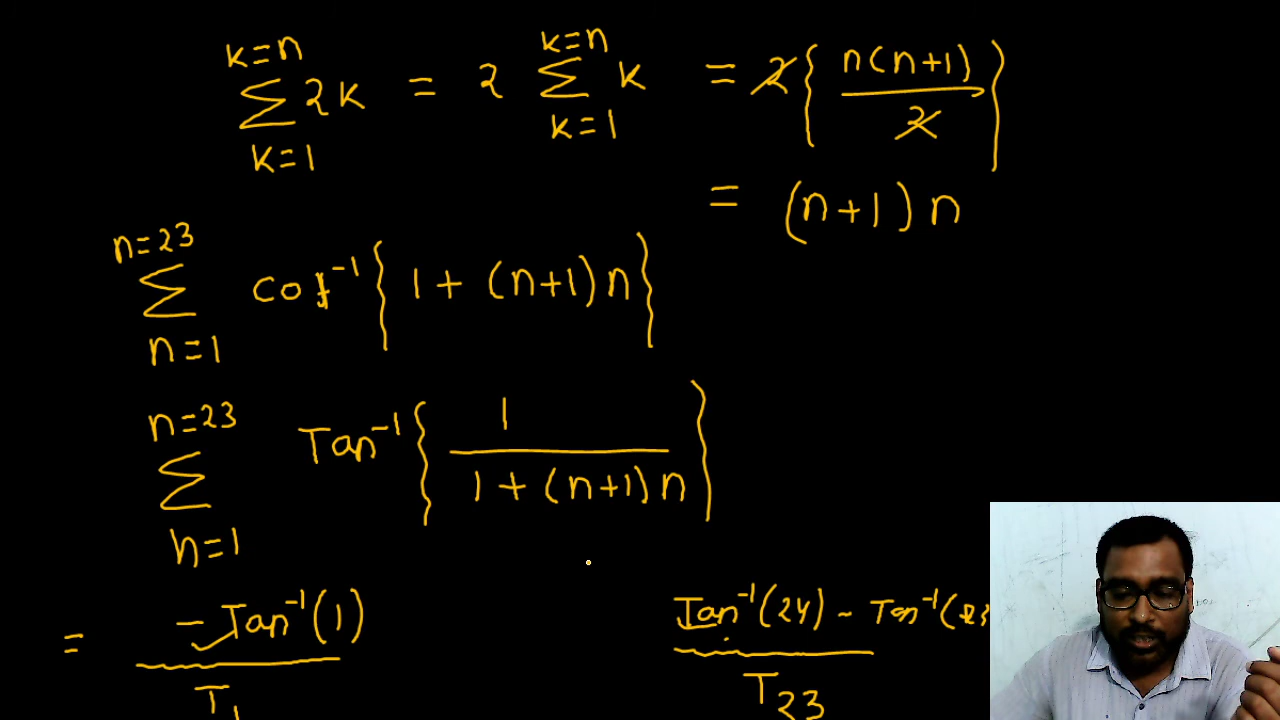 k=n
∑ 2k = 2 ∑ k = 2{ n(n+1) / 2 }
k=1
k=n
k=1
= (n+1)n
n=23
∑ cot⁻¹{ 1 + (n+1)n }
n=1
n=23
∑ Tan⁻¹{ 1 / 1 + (n+1)n }
n=1
= - Tan⁻¹(1) Tan⁻¹(24) - Tan⁻¹(23
T₁ T₂₃